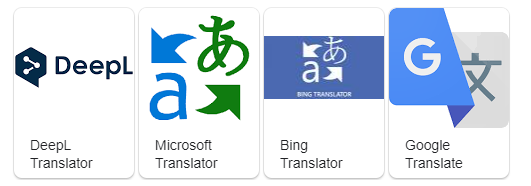 DeepL
あ
a
あ
a
BING TRANSLATOR
G
文
DeepL
Translator
Microsoft
Translator
Bing
Translator
Google
Translate